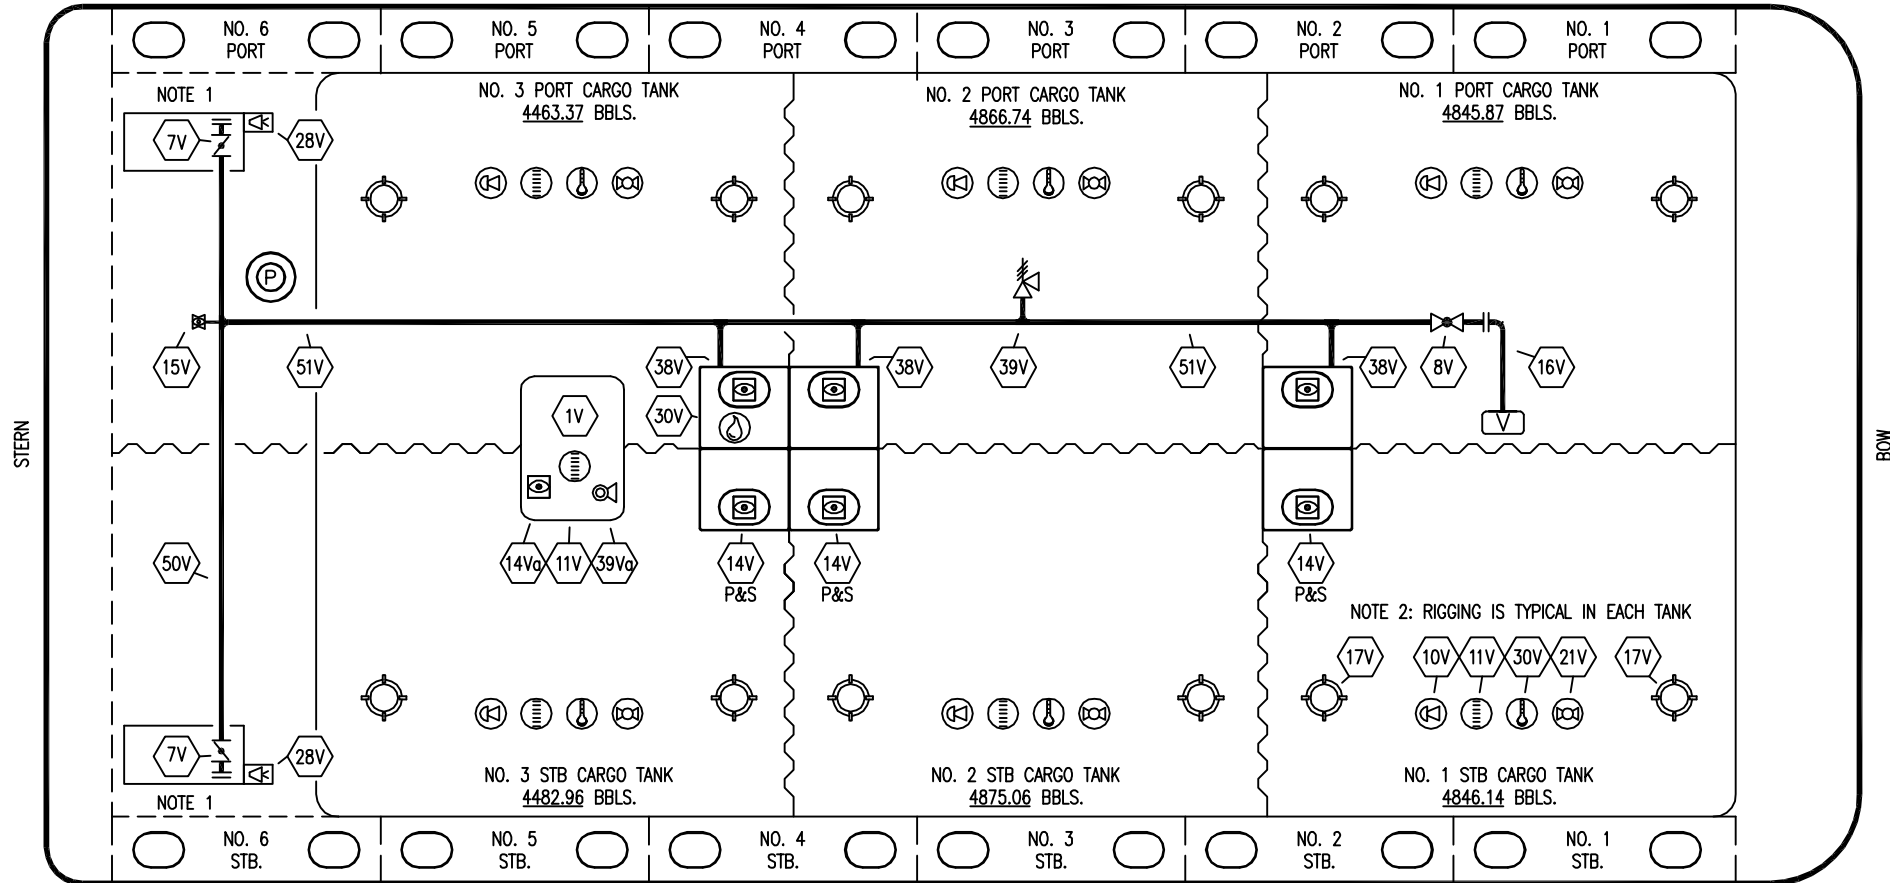 NO. 6
PORT
NO. 5
PORT
NO. 4
PORT
NO. 3
PORT
NO. 2
PORT
NO. 1
PORT
NOTE 1
NO. 3 PORT CARGO TANK
4463.37 BBLS.
NO. 2 PORT CARGO TANK
4866.74 BBLS.
NO. 1 PORT CARGO TANK
4845.87 BBLS.
7V
28V
P
15V
51V
38V
38V
39V
51V
38V
8V
16V
1V
30V
V
STERN
BOW
50V
14Va
11V
39Va
14V
P&S
14V
P&S
14V
P&S
NOTE 2: RIGGING IS TYPICAL IN EACH TANK
17V
10V
11V
30V
21V
17V
7V
28V
NOTE 1
NO. 3 STB CARGO TANK
4482.96 BBLS.
NO. 2 STB CARGO TANK
4875.06 BBLS.
NO. 1 STB CARGO TANK
4846.14 BBLS.
NO. 6
STB.
NO. 5
STB.
NO. 4
STB.
NO. 3
STB.
NO. 2
STB.
NO. 1
STB.